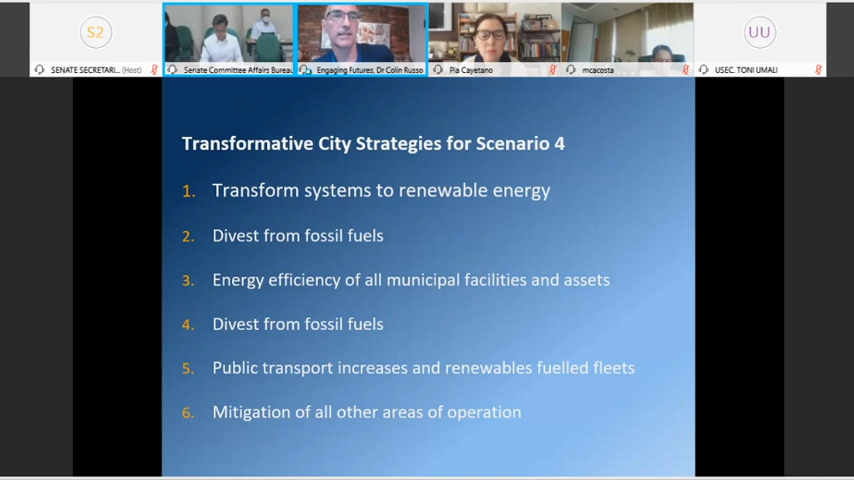 S2
UU
SENATE SECRETARI... (Host)
Senate Committee Affairs Bureau
Engaging Futures, Dr Colin Russo
Pia Cayetano
mcacosta
USEC. TONI UMALI
Transformative City Strategies for Scenario 4
1. Transform systems to renewable energy
2. Divest from fossil fuels
3. Energy efficiency of all municipal facilities and assets
4. Divest from fossil fuels
5. Public transport increases and renewables fuelled fleets
6. Mitigation of all other areas of operation